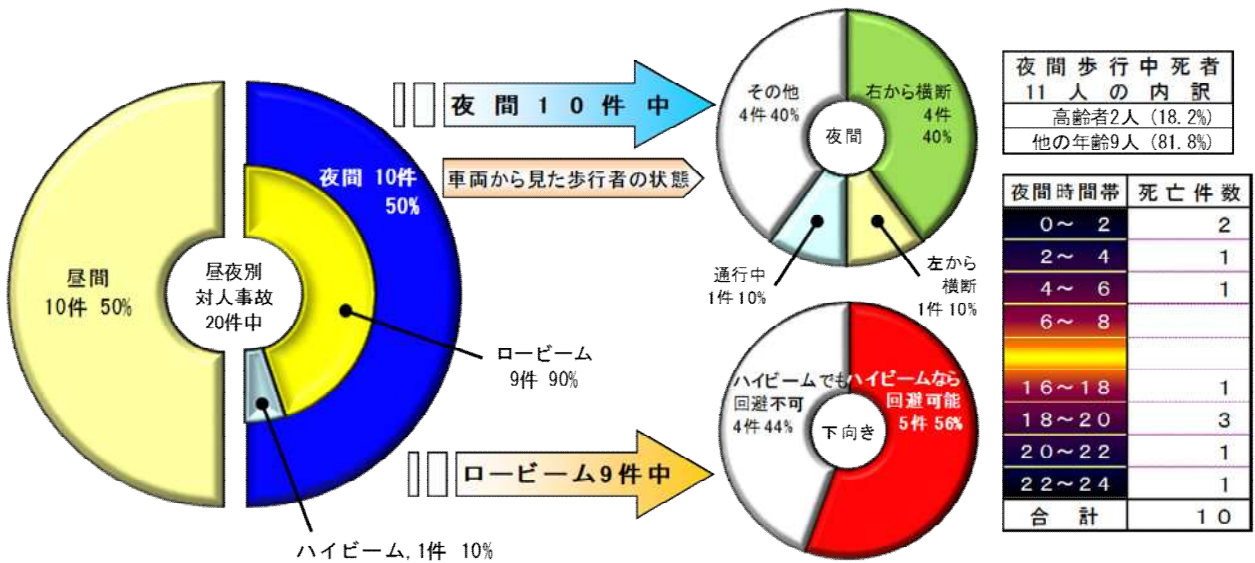 昼間
10件 50%
昼夜別
対人事故
20件中
夜間 10件
50%
ロービーム
9件 90%
ハイビーム, 1件 10%
夜間10件中
車両から見た歩行者の状態
ロービーム9件中
その他
4件 40%
右から横断
4件
40%
夜間
通行中
1件 10%
左から
横断
1件 10%
ハイビームでも
回避不可
4件 44%
ハイビームなら
回避可能
5件 56%
下向き
夜間歩行中死者
11人の内訳
高齢者2人 (18.2%)
他の年齢9人 (81.8%)
夜間時間帯 死亡件数
0～ 2 2
2～ 4 1
4～ 6 1
6～ 8
16～18 1
18～20 3
20～22 1
22～24 1
合計 10